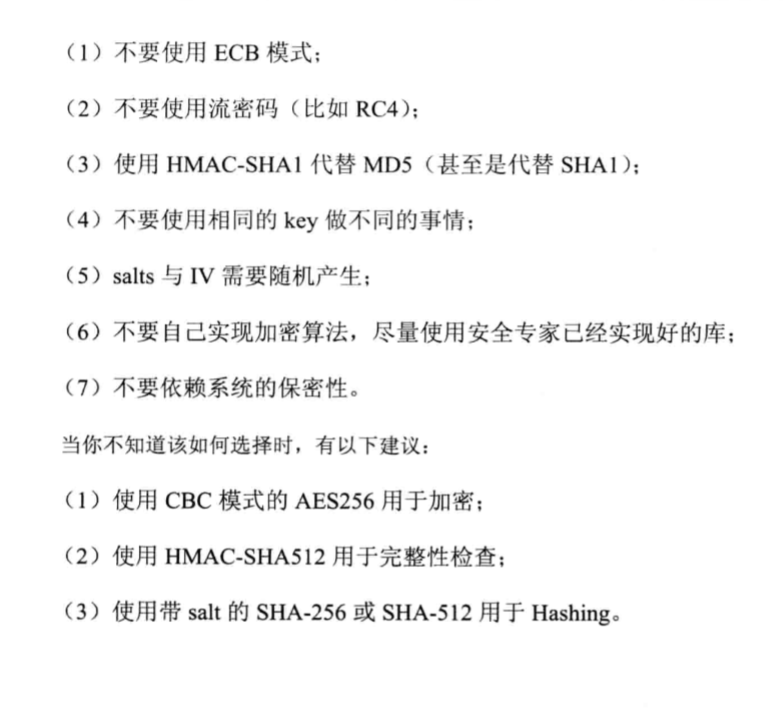 （1）不要使用 ECB 模式；
（2）不要使用流密码（比如 RC4）；
（3）使用 HMAC-SHA1 代替 MD5（甚至是代替 SHA1）；
（4）不要使用相同的 key 做不同的事情；
（5）salts 与 IV 需要随机产生；
（6）不要自己实现加密算法，尽量使用安全专家已经实现好的库；
（7）不要依赖系统的保密性。
当你不知道该如何选择时，有以下建议：
（1）使用 CBC 模式的 AES256 用于加密；
（2）使用 HMAC-SHA512 用于完整性检查；
（3）使用带 salt 的 SHA-256 或 SHA-512 用于 Hashing。